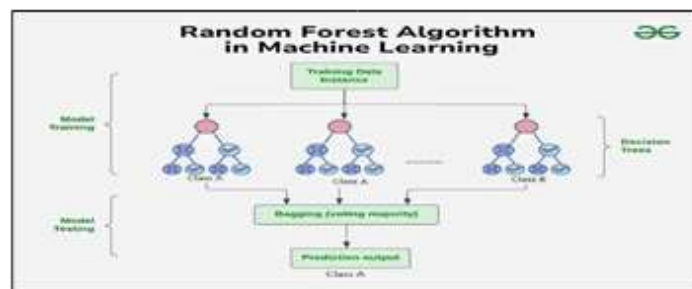 Random Forest Algorithm
in Machine Learning
Training Data
Instance
Model
Training
Decision
Trees
Class A
Class A
Class B
Model
Testing
Bagging (voting majority)
Prediction output
Class A